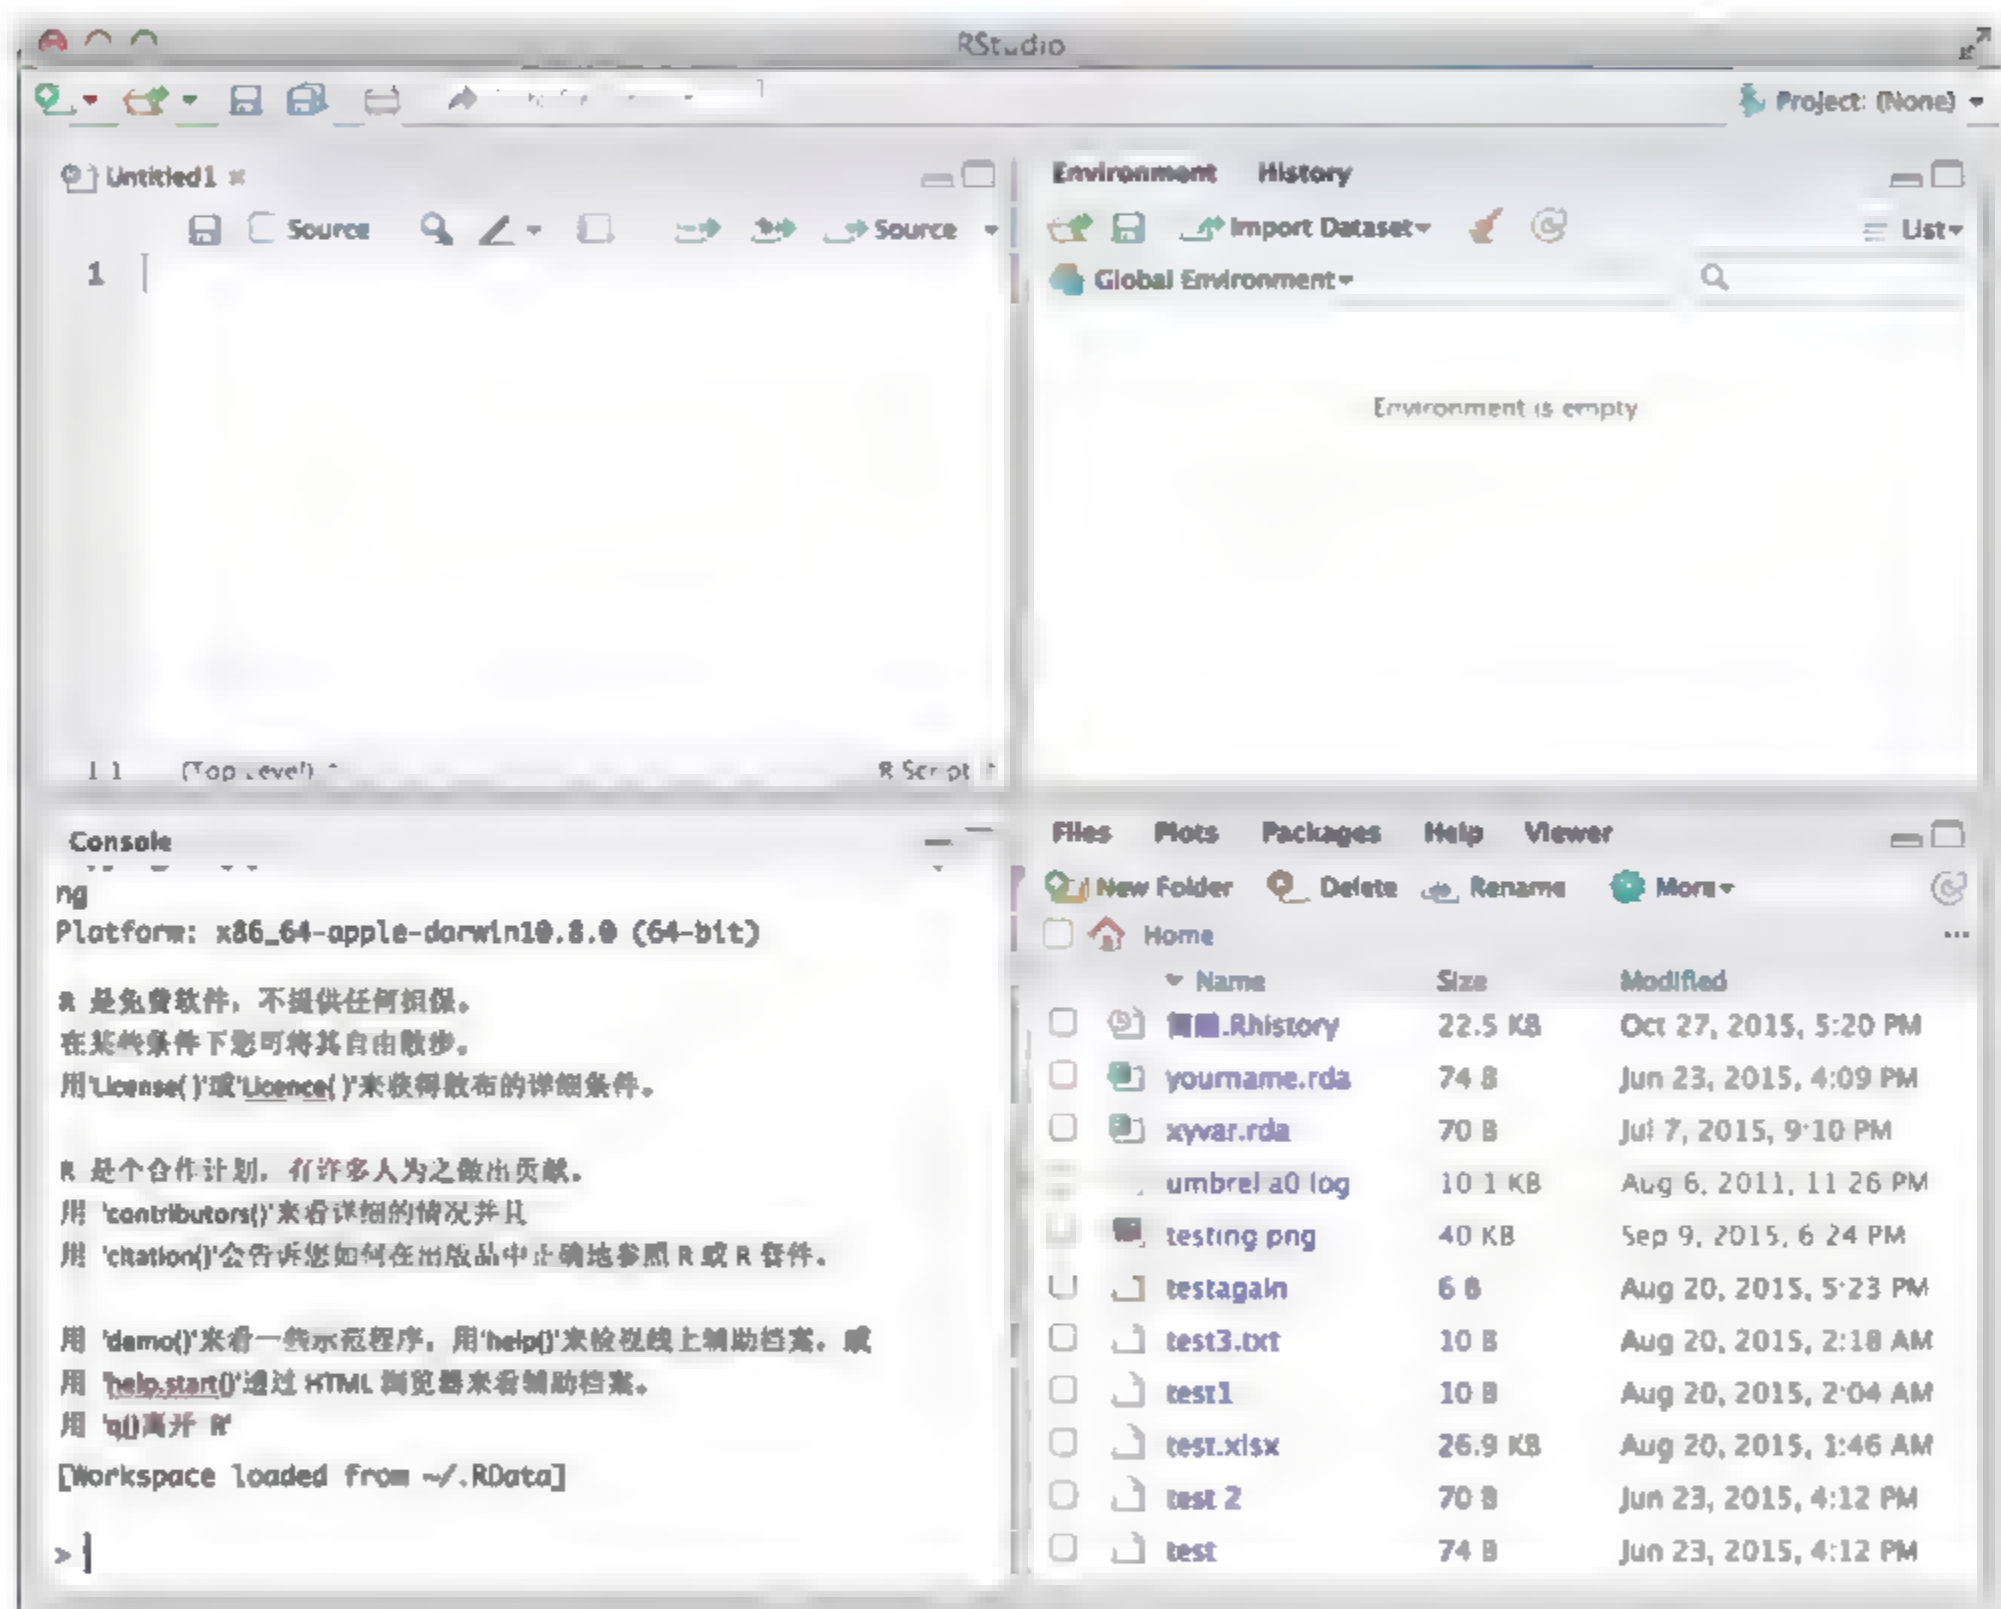 RStudio
Project: (None)
Untitled1
Source
Source
1
(Top Level)
R Script
Environment History
Import Dataset
List
Global Environment
Environment is empty
Console
ng
Platform: x86_64-apple-darwin10.8.0 (64-bit)
R 是免费软件，不提供任何担保。
在某些条件下您可将其自由散步。
用'License()'或'Licence()'来获得散布的详细条件。
R 是个合作计划，有许多人为之做出贡献。
用 'contributors()'来看详细的情况并且
用 'citation()'会告诉您如何在出版品中正确地参照 R 或 R 套件。
用 'demo()'来看一些示范程序，用'help()'来检视线上辅助档案，或
用 'help.start()'通过 HTML 浏览器来看辅助档案。
用 'q()离开 R'
[Workspace loaded from ~/.RData]
>
Files Plots Packages Help Viewer
New Folder Delete Rename More
Home
Name Size Modified
.Rhistory 22.5 KB Oct 27, 2015, 5:20 PM
yourname.rda 74 B Jun 23, 2015, 4:09 PM
xyvar.rda 70 B Jul 7, 2015, 9:10 PM
umbrela0.log 10.1 KB Aug 6, 2011, 11:26 PM
testing.png 40 KB Sep 9, 2015, 6:24 PM
testagain 6 B Aug 20, 2015, 5:23 PM
test3.txt 10 B Aug 20, 2015, 2:18 AM
test1 10 B Aug 20, 2015, 2:04 AM
test.xlsx 26.9 KB Aug 20, 2015, 1:46 AM
test 2 70 B Jun 23, 2015, 4:12 PM
test 74 B Jun 23, 2015, 4:12 PM